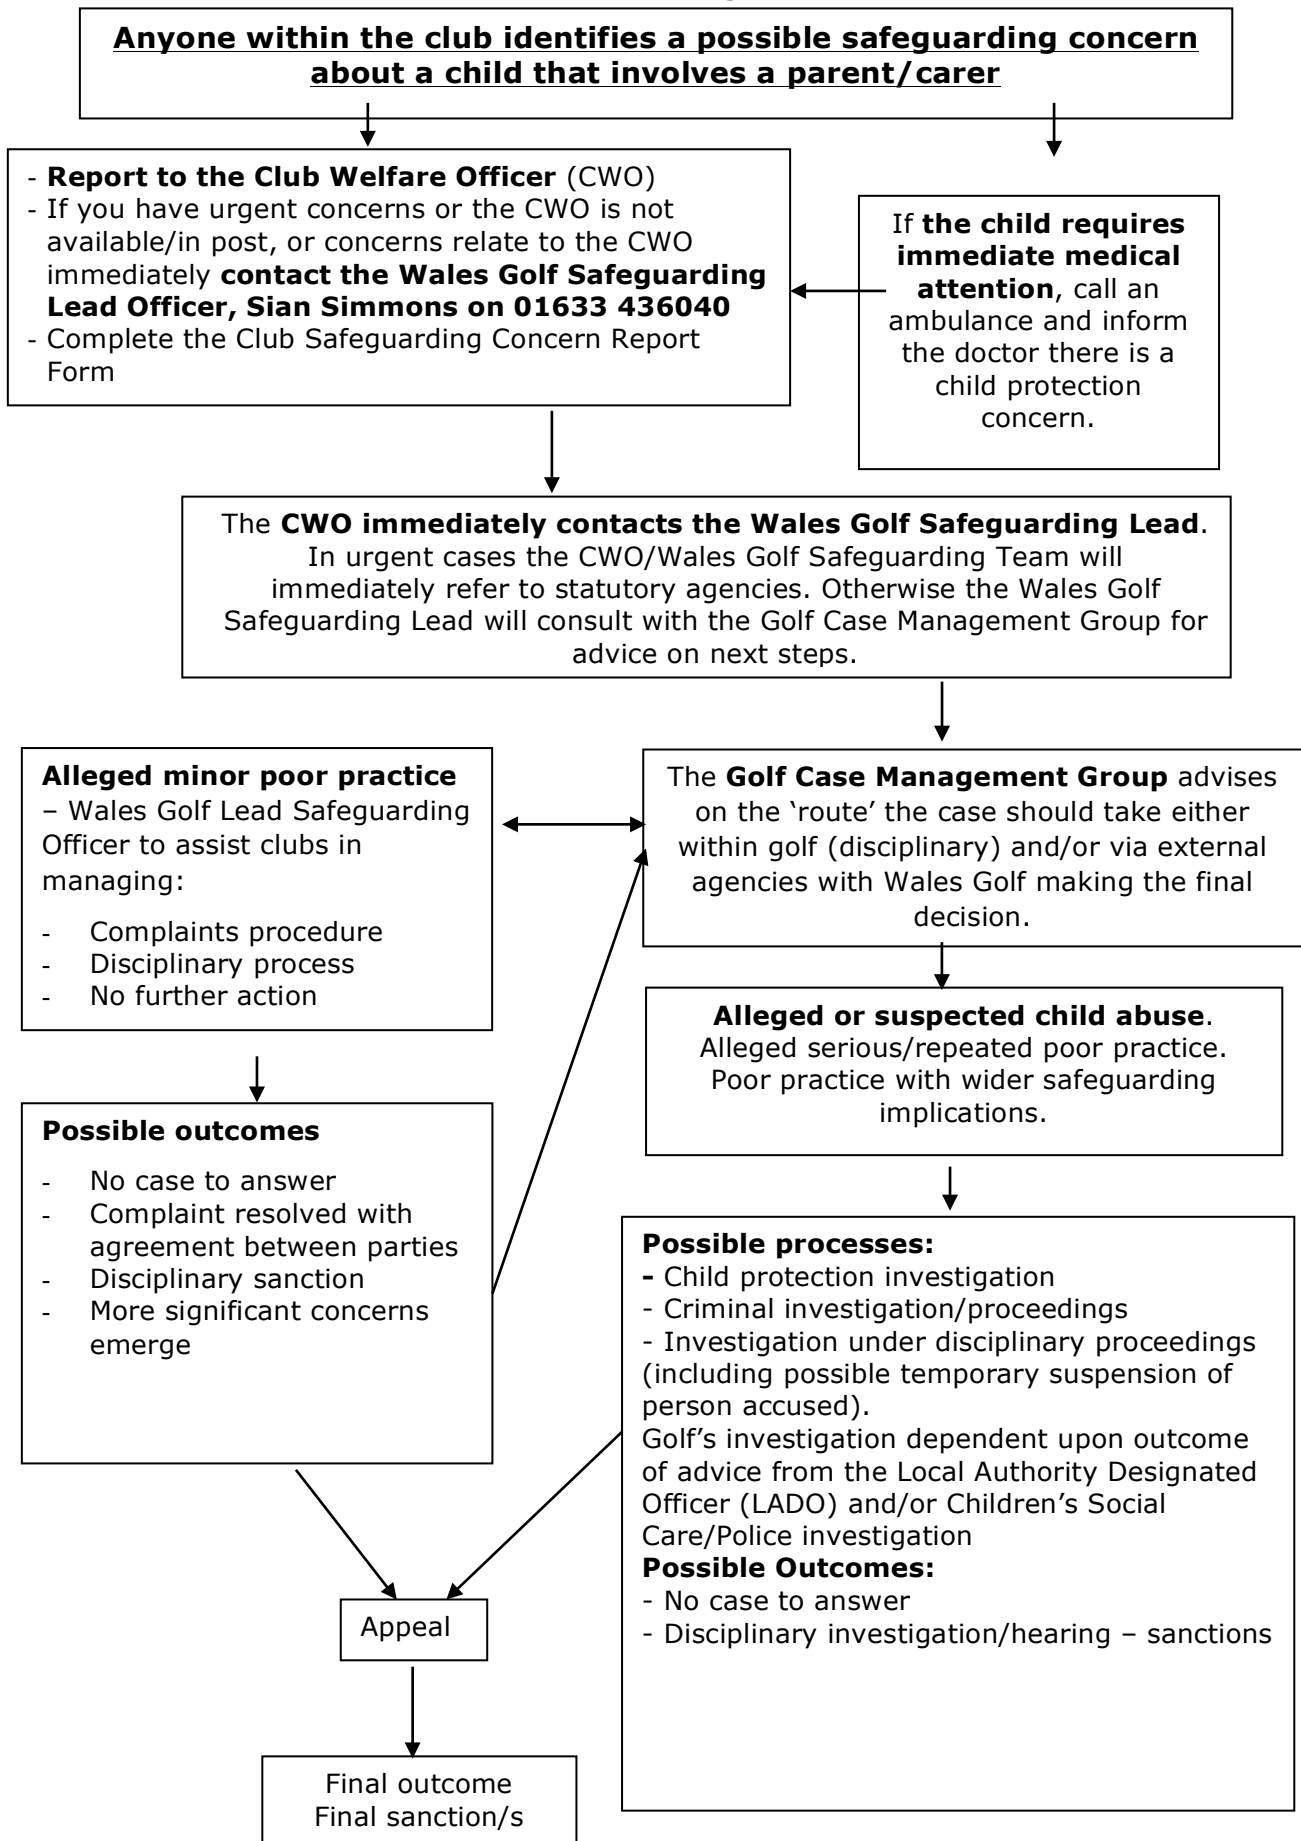 Anyone within the club identifies a possible safeguarding concern
about a child that involves a parent/carer
- Report to the Club Welfare Officer (CWO)
- If you have urgent concerns or the CWO is not
available/in post, or concerns relate to the CWO
immediately contact the Wales Golf Safeguarding
Lead Officer, Sian Simmons on 01633 436040
- Complete the Club Safeguarding Concern Report
Form
If the child requires
immediate medical
attention, call an
ambulance and inform
the doctor there is a
child protection
concern.
The CWO immediately contacts the Wales Golf Safeguarding Lead.
In urgent cases the CWO/Wales Golf Safeguarding Team will
immediately refer to statutory agencies. Otherwise the Wales Golf
Safeguarding Lead will consult with the Golf Case Management Group for
advice on next steps.
Alleged minor poor practice
– Wales Golf Lead Safeguarding
Officer to assist clubs in
managing:
- Complaints procedure
- Disciplinary process
- No further action
The Golf Case Management Group advises
on the ‘route’ the case should take either
within golf (disciplinary) and/or via external
agencies with Wales Golf making the final
decision.
Alleged or suspected child abuse.
Alleged serious/repeated poor practice.
Poor practice with wider safeguarding
implications.
Possible outcomes
- No case to answer
- Complaint resolved with
agreement between parties
- Disciplinary sanction
- More significant concerns
emerge
Possible processes:
- Child protection investigation
- Criminal investigation/proceedings
- Investigation under disciplinary proceedings
(including possible temporary suspension of
person accused).
Golf’s investigation dependent upon outcome
of advice from the Local Authority Designated
Officer (LADO) and/or Children’s Social
Care/Police investigation
Possible Outcomes:
- No case to answer
- Disciplinary investigation/hearing – sanctions
Appeal
Final outcome
Final sanction/s